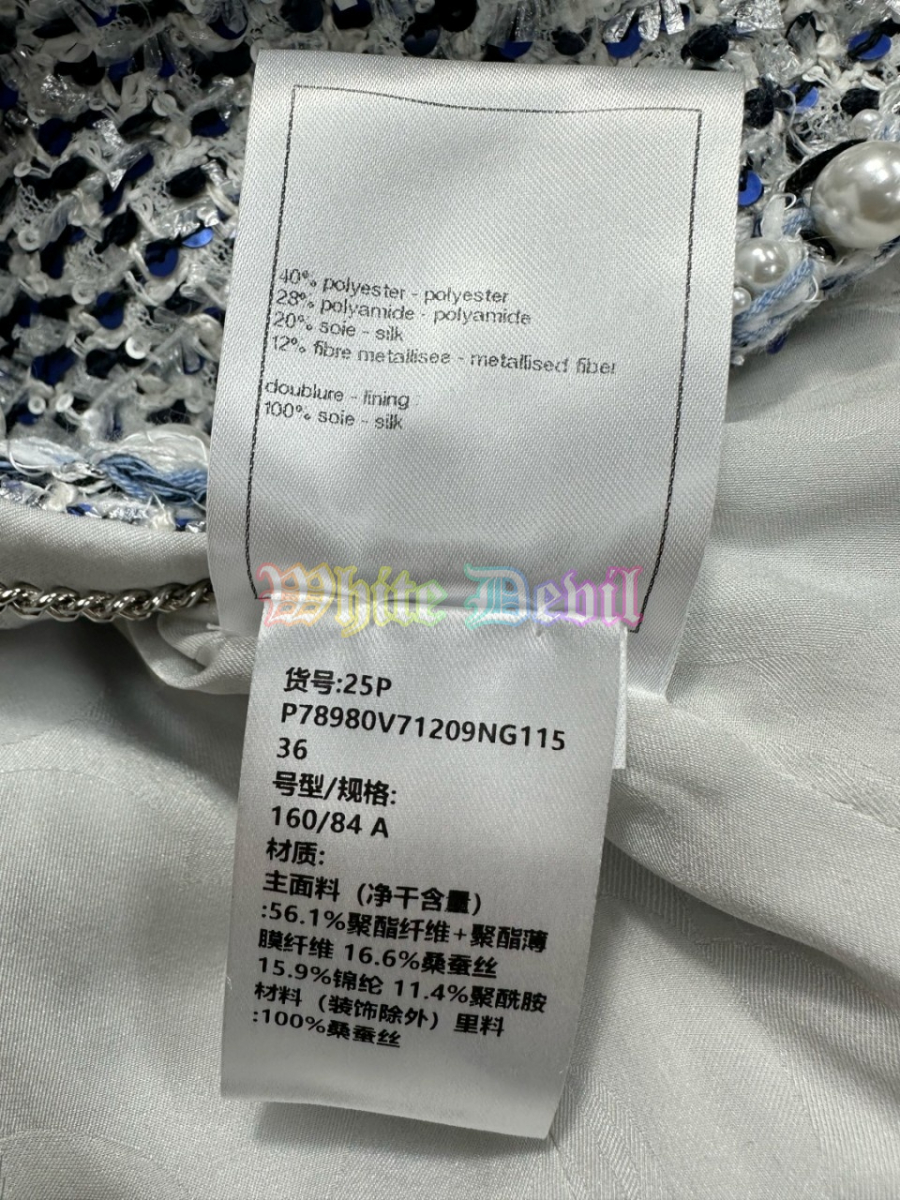 40% polyester - polyester
28% polyamide - polyamide
20% soie - silk
12% fibre metallisee - metallised fiber
doublure - lining
100% soie - silk
White Devil
货号:25P
P78980V71209NG115
36
号型/规格:
160/84 A
材质:
主面料（净干含量）
:56.1%聚酯纤维+聚酯薄
膜纤维 16.6%桑蚕丝
15.9%锦纶 11.4%聚酰胺
材料（装饰除外）里料
:100%桑蚕丝